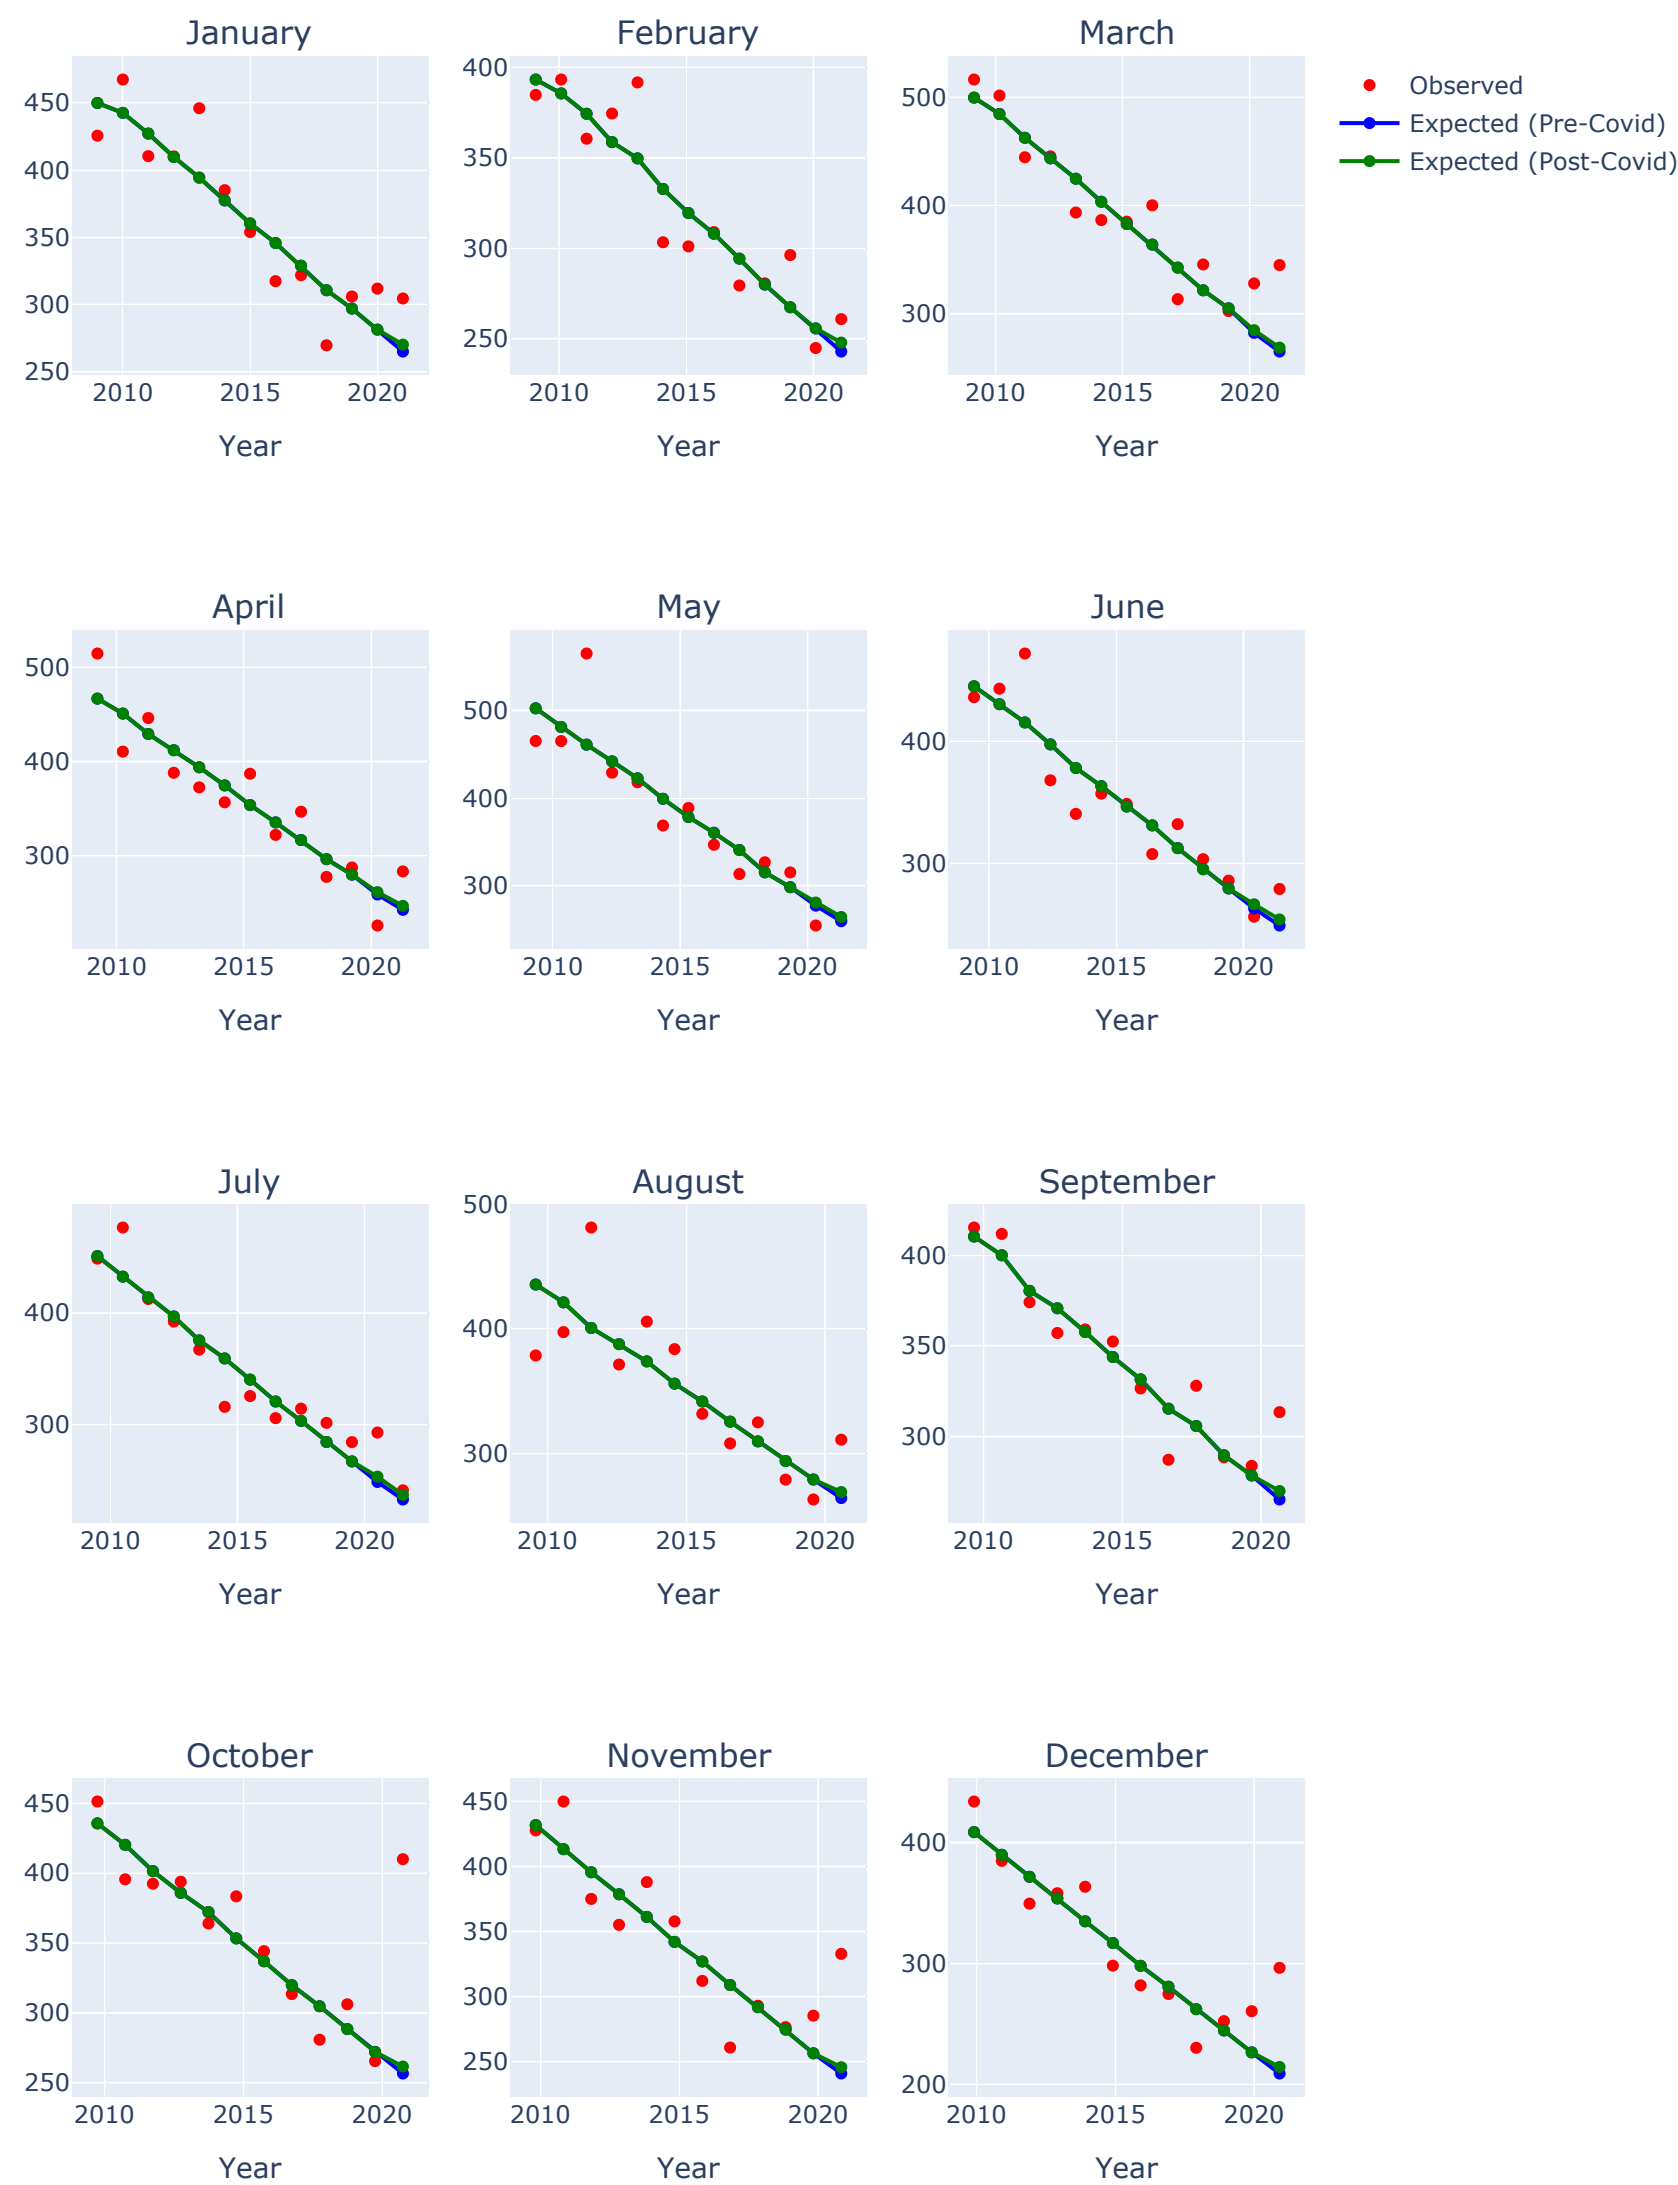 January
February
March
Observed
Expected (Pre-Covid)
Expected (Post-Covid)
450
400
350
300
250
400
350
300
250
500
400
300
2010 2015 2020
2010 2015 2020
2010 2015 2020
Year
Year
Year
April
May
June
500
400
300
500
400
300
400
300
2010 2015 2020
2010 2015 2020
2010 2015 2020
Year
Year
Year
July
August
September
400
300
500
400
300
400
350
300
2010 2015 2020
2010 2015 2020
2010 2015 2020
Year
Year
Year
October
November
December
450
400
350
300
250
450
400
350
300
250
400
300
200
2010 2015 2020
2010 2015 2020
2010 2015 2020
Year
Year
Year